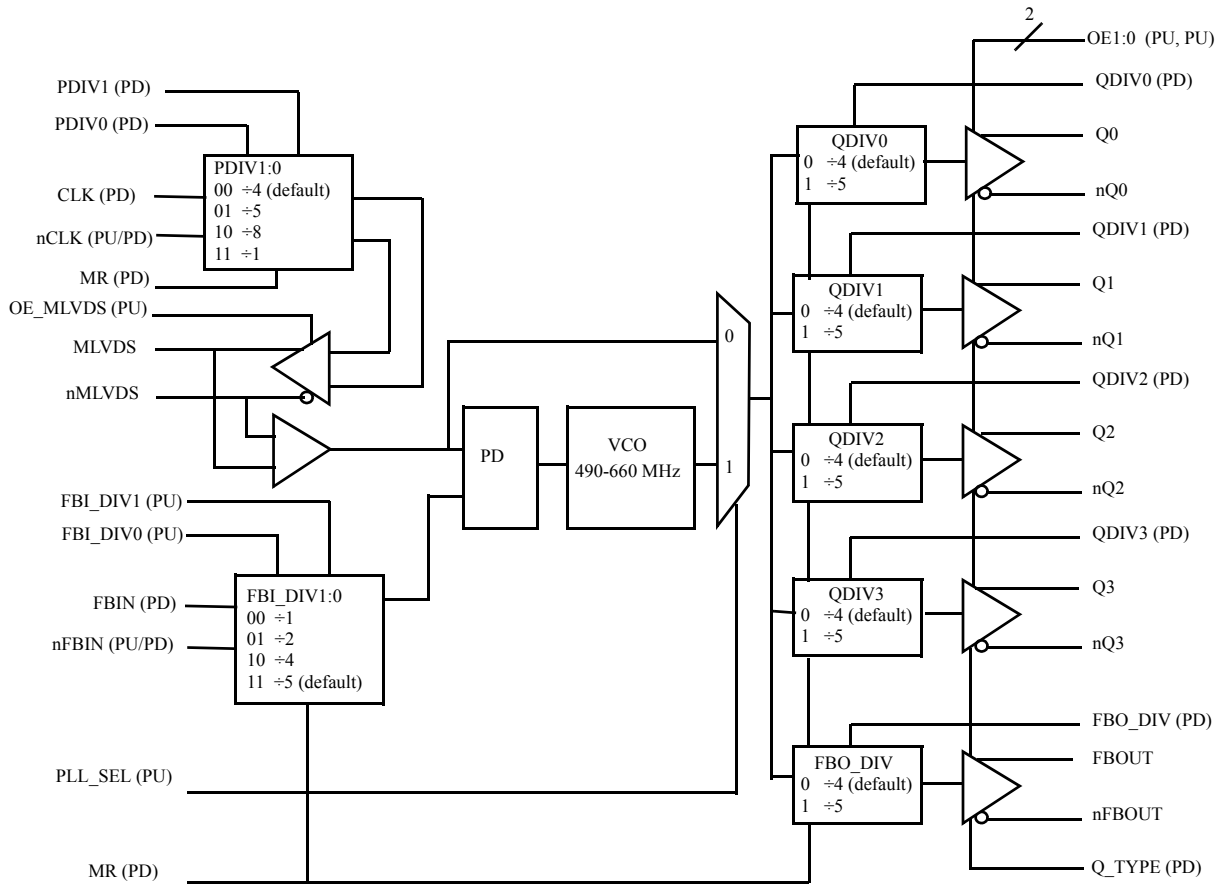 2
OE1:0 (PU, PU)
PDIV1 (PD)
PDIV0 (PD)
PDIV1:0
00 ÷4 (default)
01 ÷5
10 ÷8
11 ÷1
CLK (PD)
nCLK (PU/PD)
MR (PD)
OE_MLVDS (PU)
MLVDS
nMLVDS
FBI_DIV1 (PU)
FBI_DIV0 (PU)
FBIN (PD)
nFBIN (PU/PD)
FBI_DIV1:0
00 ÷1
01 ÷2
10 ÷4
11 ÷5 (default)
PLL_SEL (PU)
MR (PD)
PD
VCO
490-660 MHz
0
1
QDIV0 (PD)
QDIV0
0 ÷4 (default)
1 ÷5
Q0
nQ0
QDIV1 (PD)
QDIV1
0 ÷4 (default)
1 ÷5
Q1
nQ1
QDIV2 (PD)
QDIV2
0 ÷4 (default)
1 ÷5
Q2
nQ2
QDIV3 (PD)
QDIV3
0 ÷4 (default)
1 ÷5
Q3
nQ3
FBO_DIV (PD)
FBO_DIV
0 ÷4 (default)
1 ÷5
FBOUT
nFBOUT
Q_TYPE (PD)